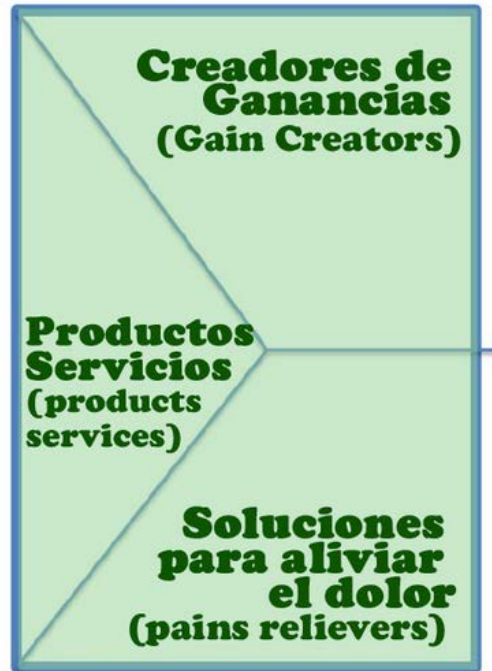 Creadores de
Ganancias
(Gain Creators)
Productos
Servicios
(products
services)
Soluciones
para aliviar
el dolor
(pains relievers)